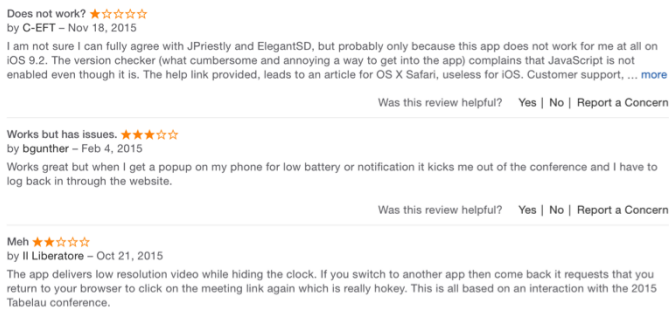 Does not work? ★☆☆☆☆
by C-EFT – Nov 18, 2015
I am not sure I can fully agree with JPriestly and ElegantSD, but probably only because this app does not work for me at all on
iOS 9.2. The version checker (what cumbersome and annoying a way to get into the app) complains that JavaScript is not
enabled even though it is. The help link provided, leads to an article for OS X Safari, useless for iOS. Customer support, ... more
Was this review helpful? Yes | No | Report a Concern
Works but has issues. ★★★☆☆
by bgunther – Feb 4, 2015
Works great but when I get a popup on my phone for low battery or notification it kicks me out of the conference and I have to
log back in through the website.
Was this review helpful? Yes | No | Report a Concern
Meh ★★☆☆☆
by Il Liberatore – Oct 21, 2015
The app delivers low resolution video while hiding the clock. If you switch to another app then come back it requests that you
return to your browser to click on the meeting link again which is really hokey. This is all based on an interaction with the 2015
Tabelau conference.